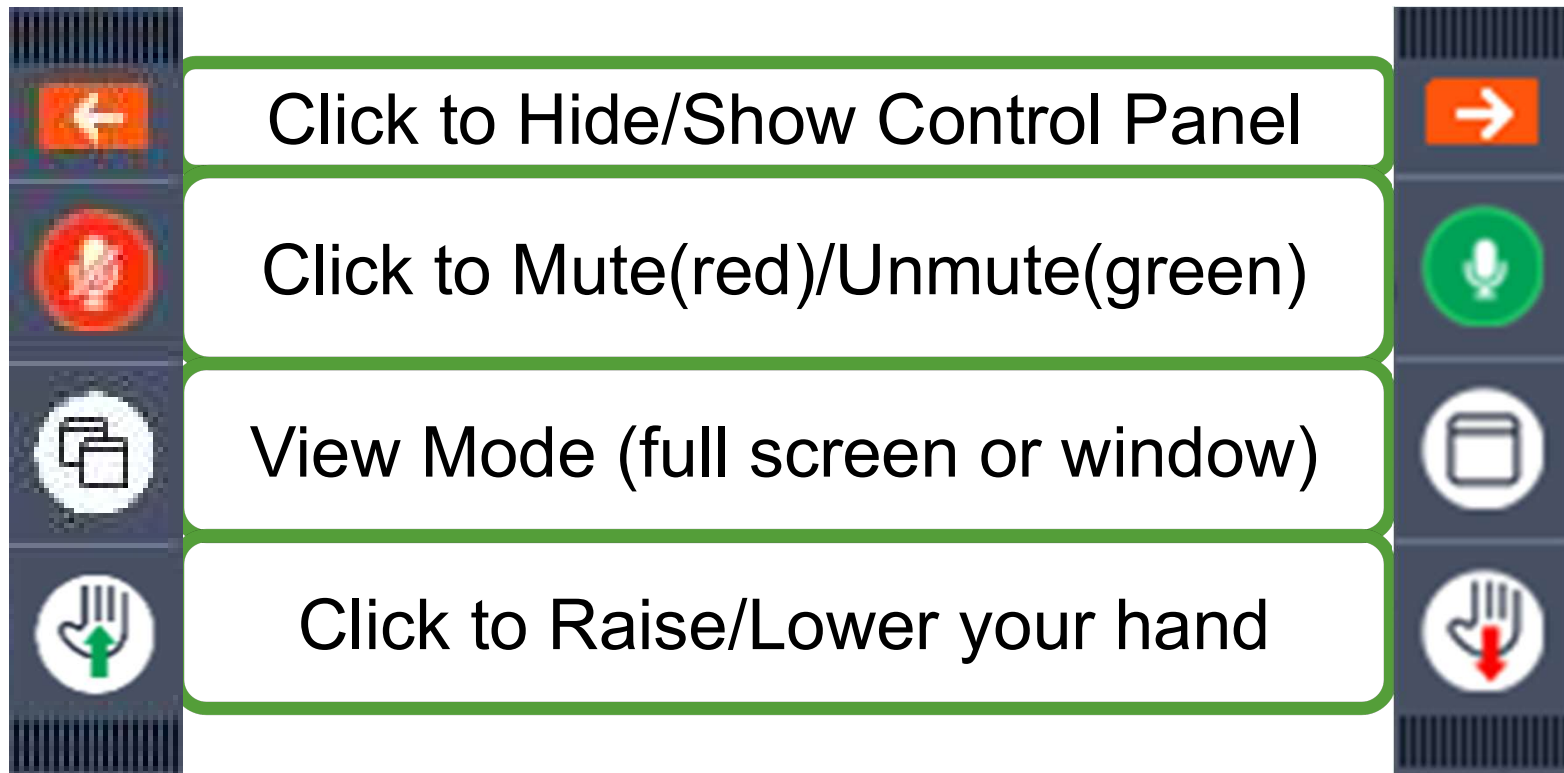 Click to Hide/Show Control Panel
Click to Mute(red)/Unmute(green)
View Mode (full screen or window)
Click to Raise/Lower your hand